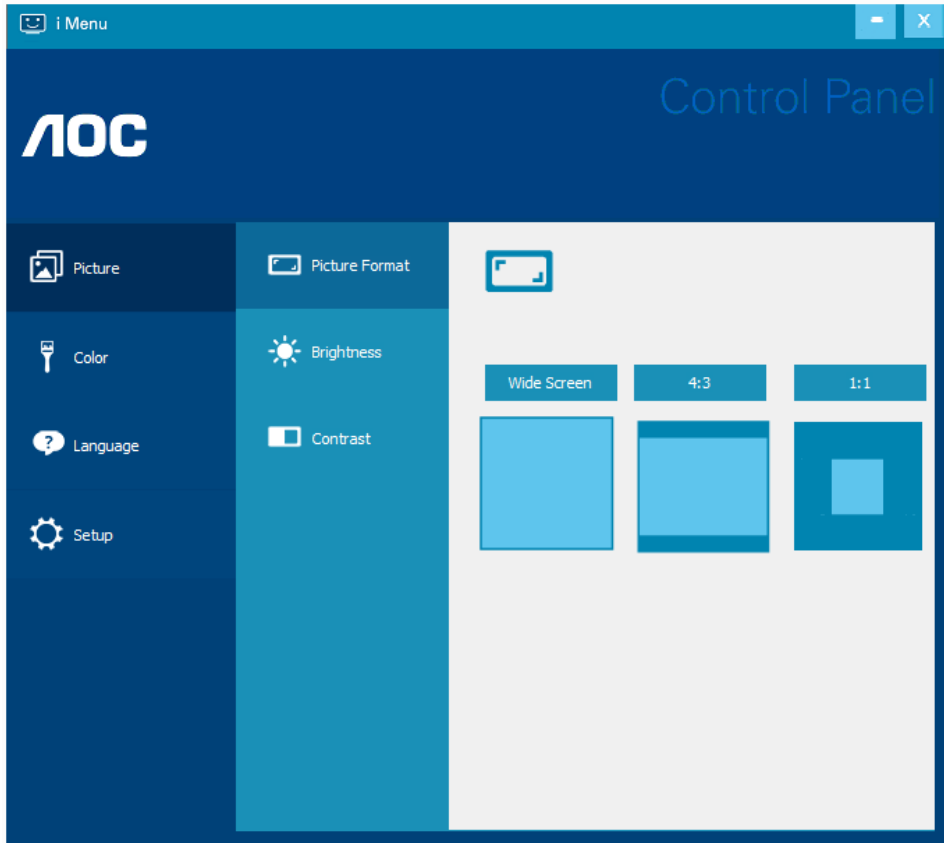 i Menu
Control Panel
AOC
Picture
Color
Language
Setup
Picture Format
Brightness
Contrast
Wide Screen
4:3
1:1